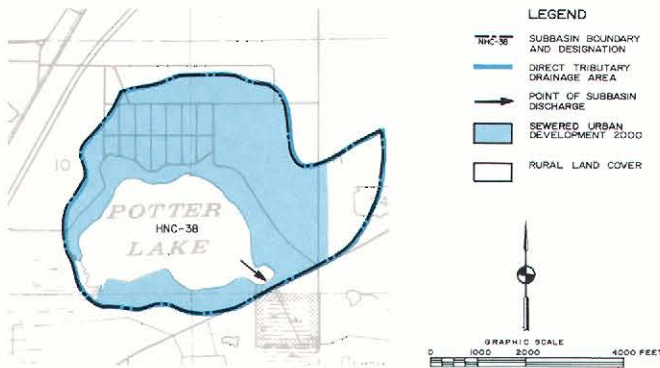 LEGEND
NHC-38
SUBBASIN BOUNDARY
AND DESIGNATION
DIRECT TRIBUTARY
DRAINAGE AREA
POINT OF SUBBASIN
DISCHARGE
SEWERED URBAN
DEVELOPMENT 2000
RURAL LAND COVER
10
POTTER
HNC-38
LAKE
GRAPHIC SCALE
0 1000 2000 4000 FEET